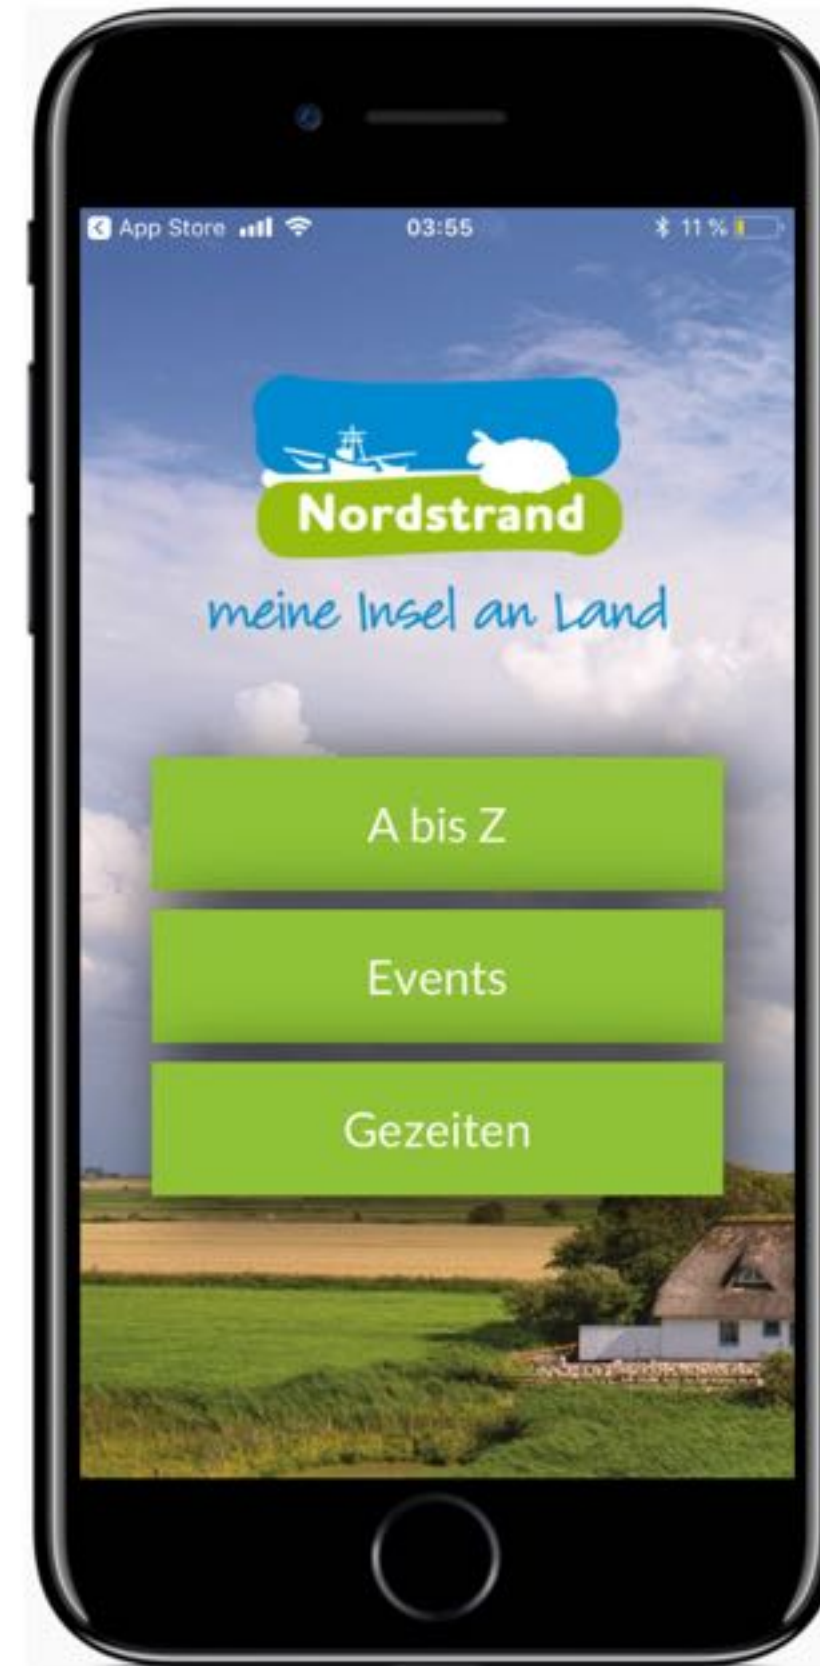 App Store 03:55 11 %
Nordstrand
meine Insel an Land
A bis Z
Events
Gezeiten